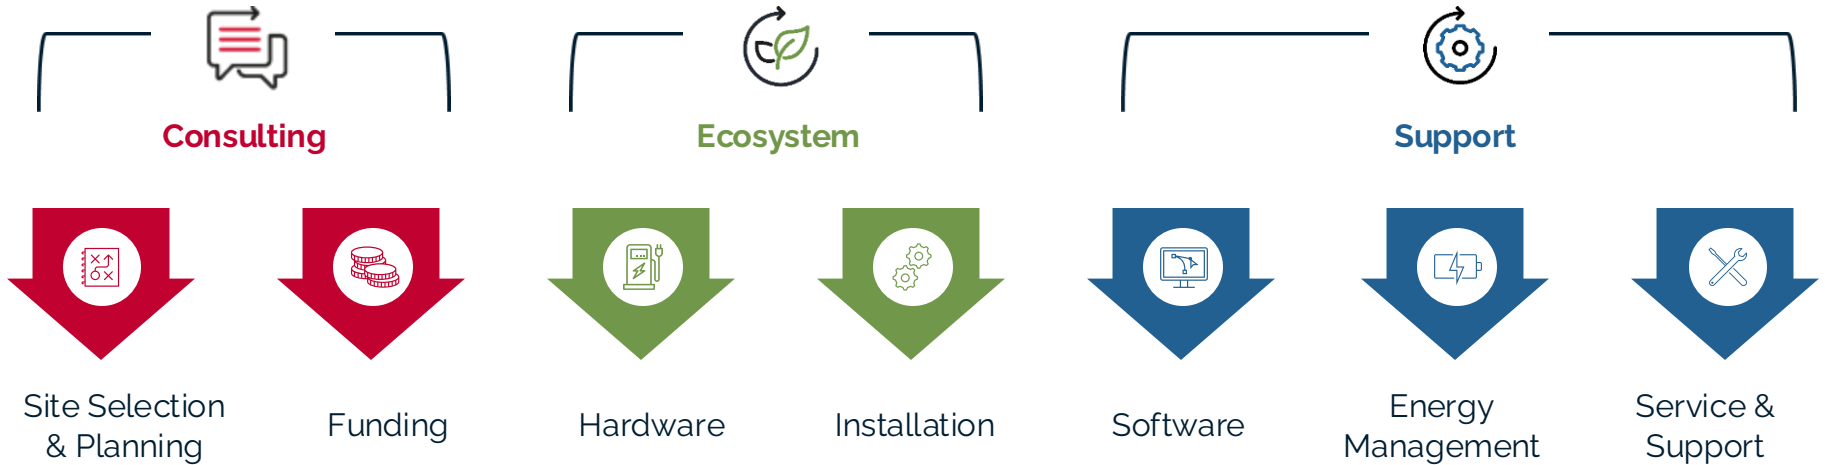 Consulting
Ecosystem
Support
Site Selection
& Planning
Funding
Hardware
Installation
Software
Energy
Management
Service &
Support